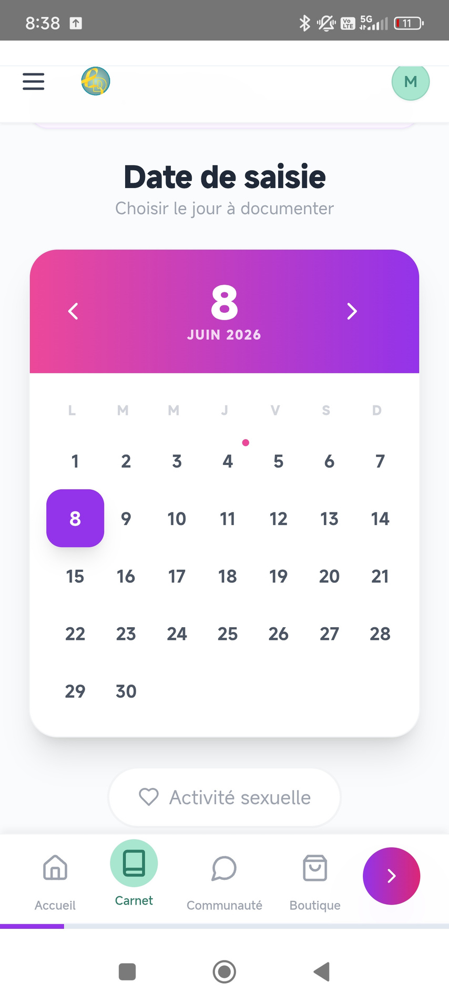 8:38
Vo LTE 5G 11
M
Date de saisie
Choisir le jour à documenter
8
JUIN 2026
L M M J V S D
1 2 3 4 5 6 7
8 9 10 11 12 13 14
15 16 17 18 19 20 21
22 23 24 25 26 27 28
29 30
Activité sexuelle
Accueil Carnet Communauté Boutique